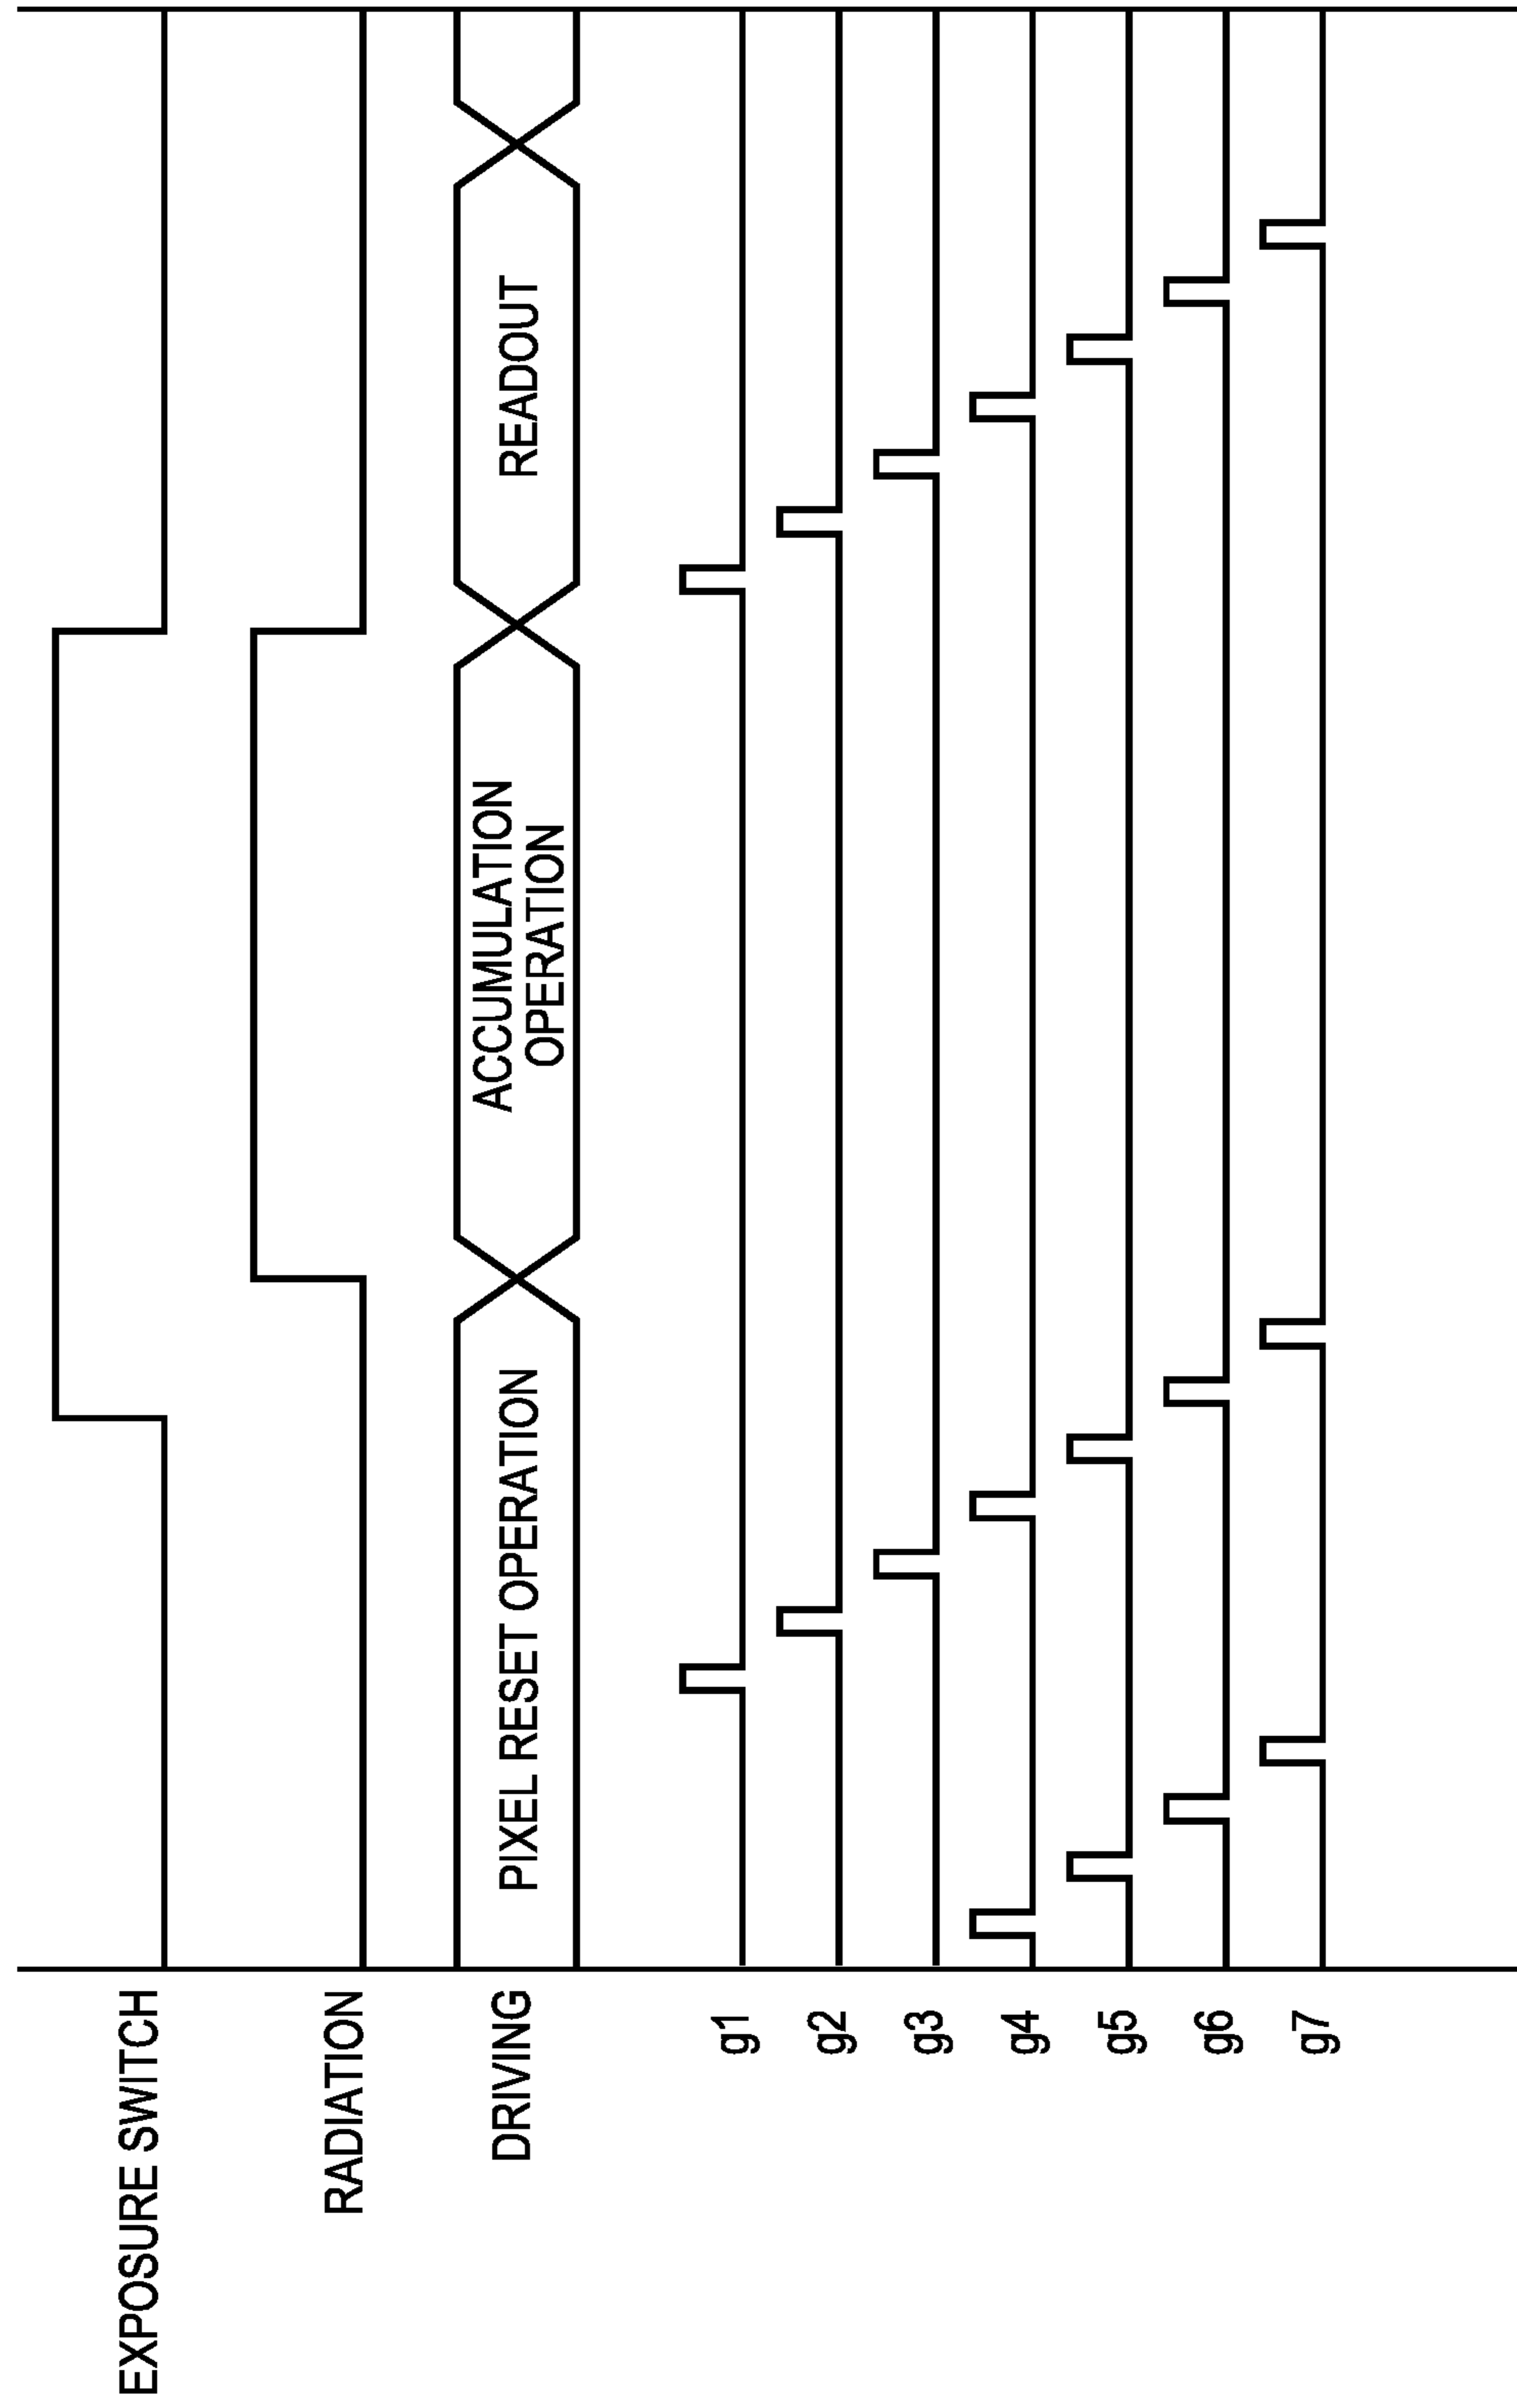 EXPOSURE SWITCH
RADIATION
DRIVING
PIXEL RESET OPERATION
ACCUMULATION
OPERATION
READOUT
g1
g2
g3
g4
g5
g6
g7